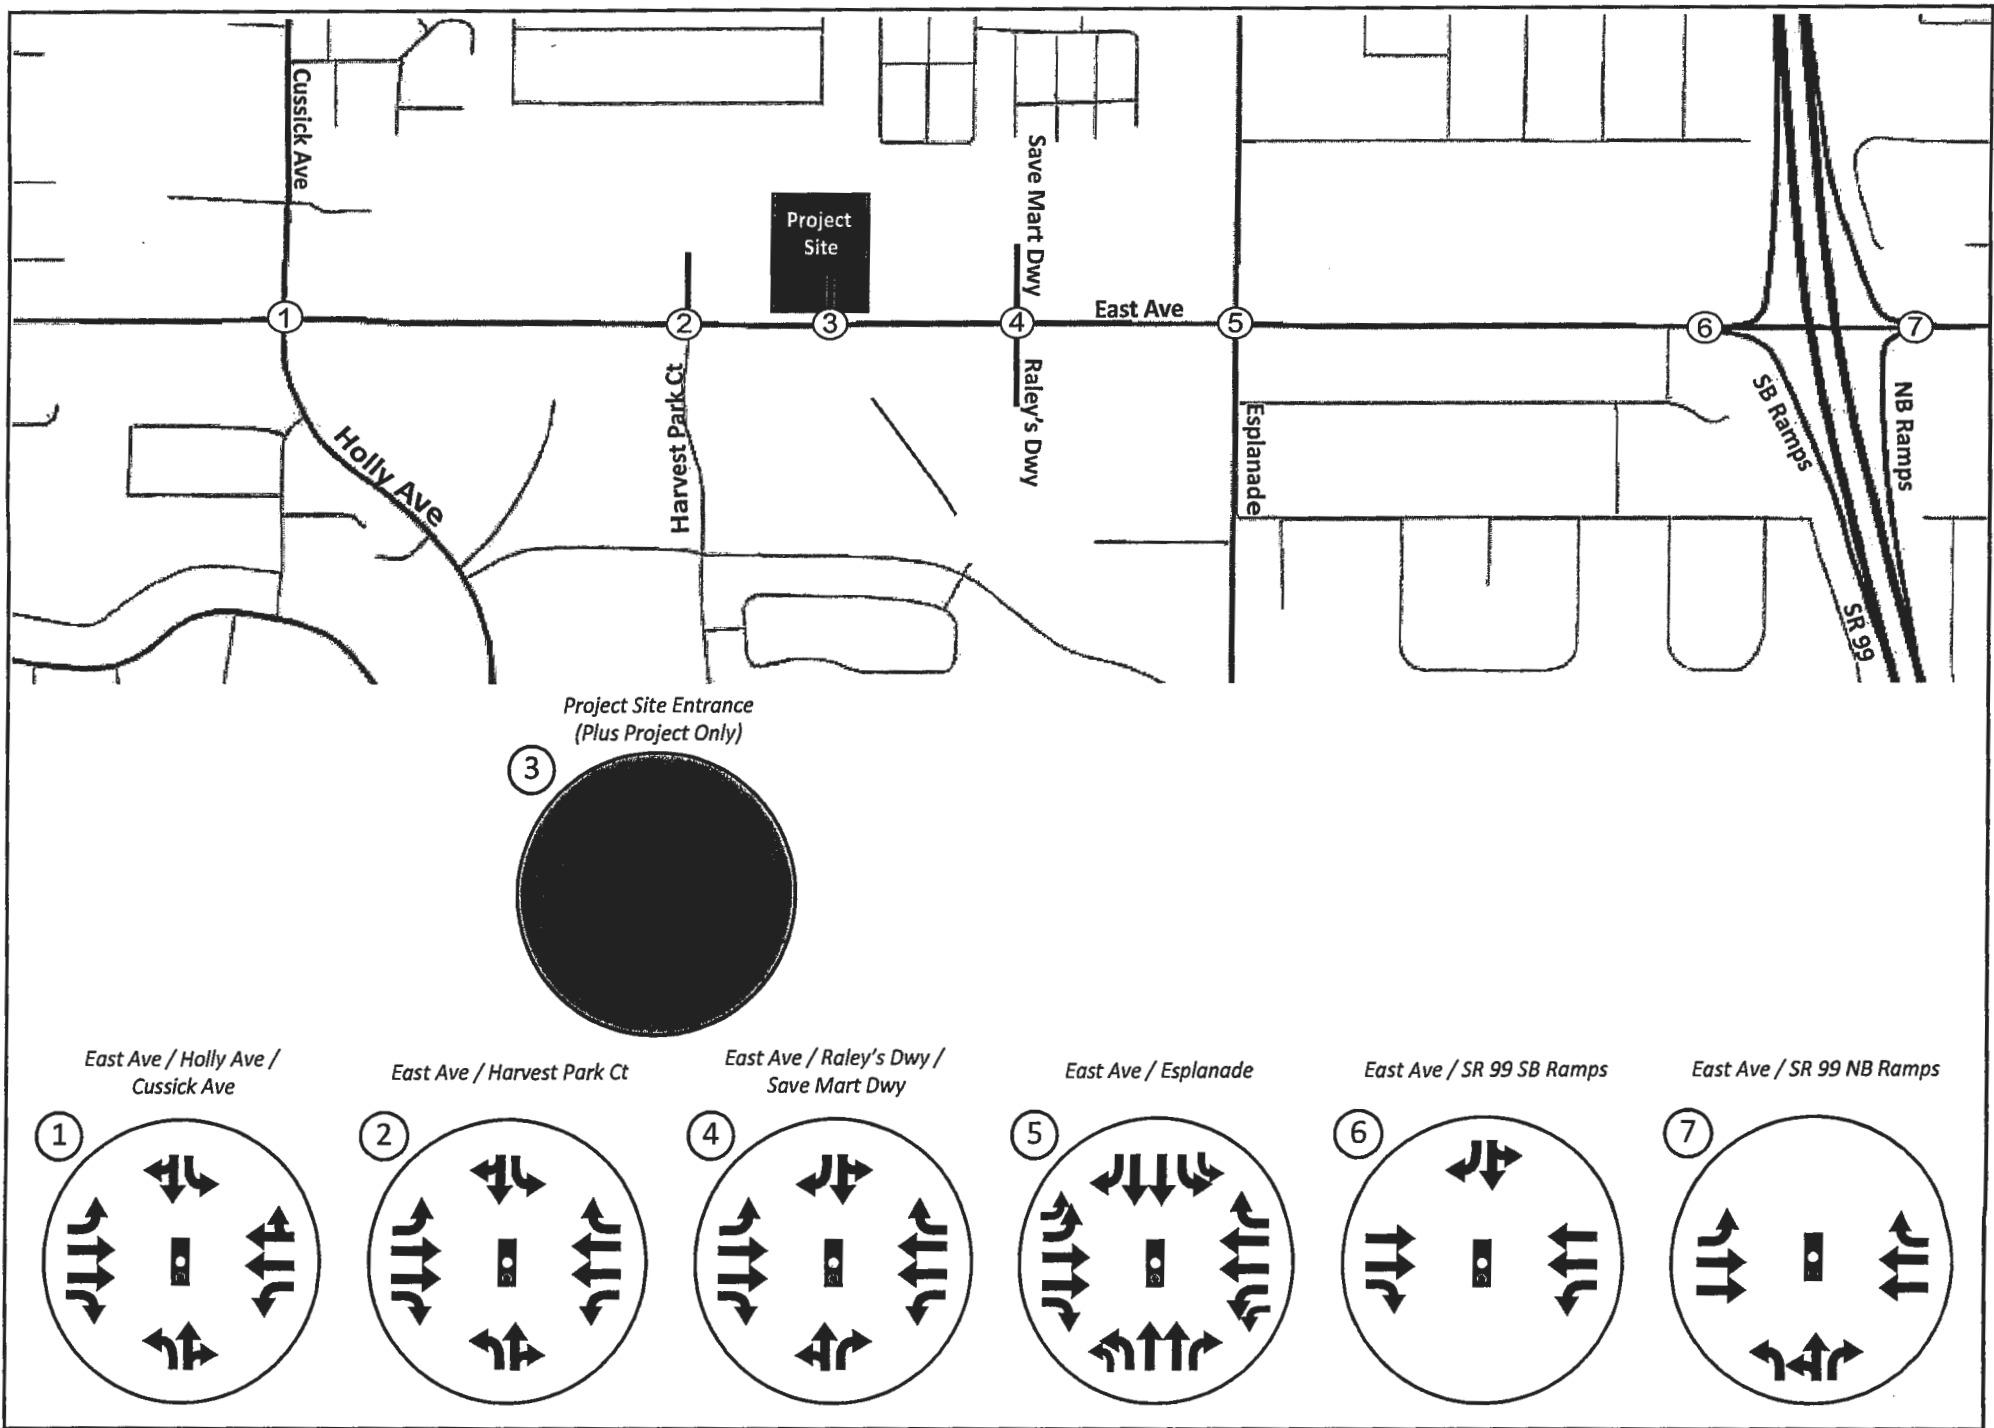 Cussick Ave
Save Mart Dwy
Project
Site
East Ave
1
2
3
4
5
6
7
Harvest Park Ct
Raley's Dwy
Holly Ave
Esplanade
SB Ramps
NB Ramps
SR 99
Project Site Entrance
(Plus Project Only)
3
East Ave / Holly Ave /
Cussick Ave
1
East Ave / Harvest Park Ct
2
East Ave / Raley's Dwy /
Save Mart Dwy
4
East Ave / Esplanade
5
East Ave / SR 99 SB Ramps
6
East Ave / SR 99 NB Ramps
7